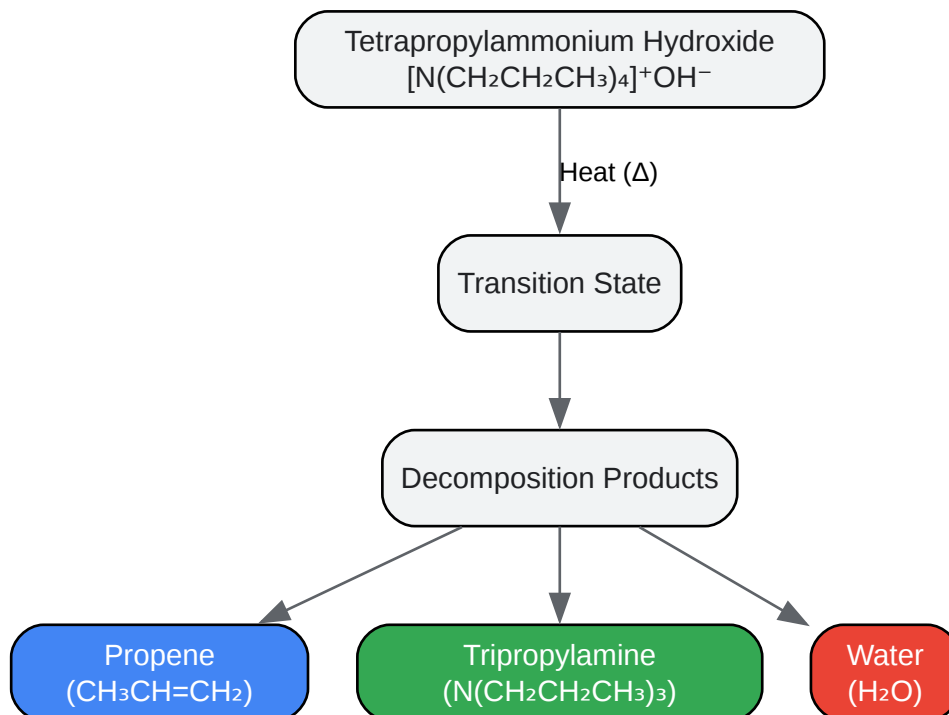 Tetrapropylammonium Hydroxide
[N(CH₂CH₂CH₃)₄]⁺OH⁻
Heat (Δ)
Transition State
Decomposition Products
Propene
(CH₃CH=CH₂)
Tripropylamine
(N(CH₂CH₂CH₃)₃)
Water
(H₂O)